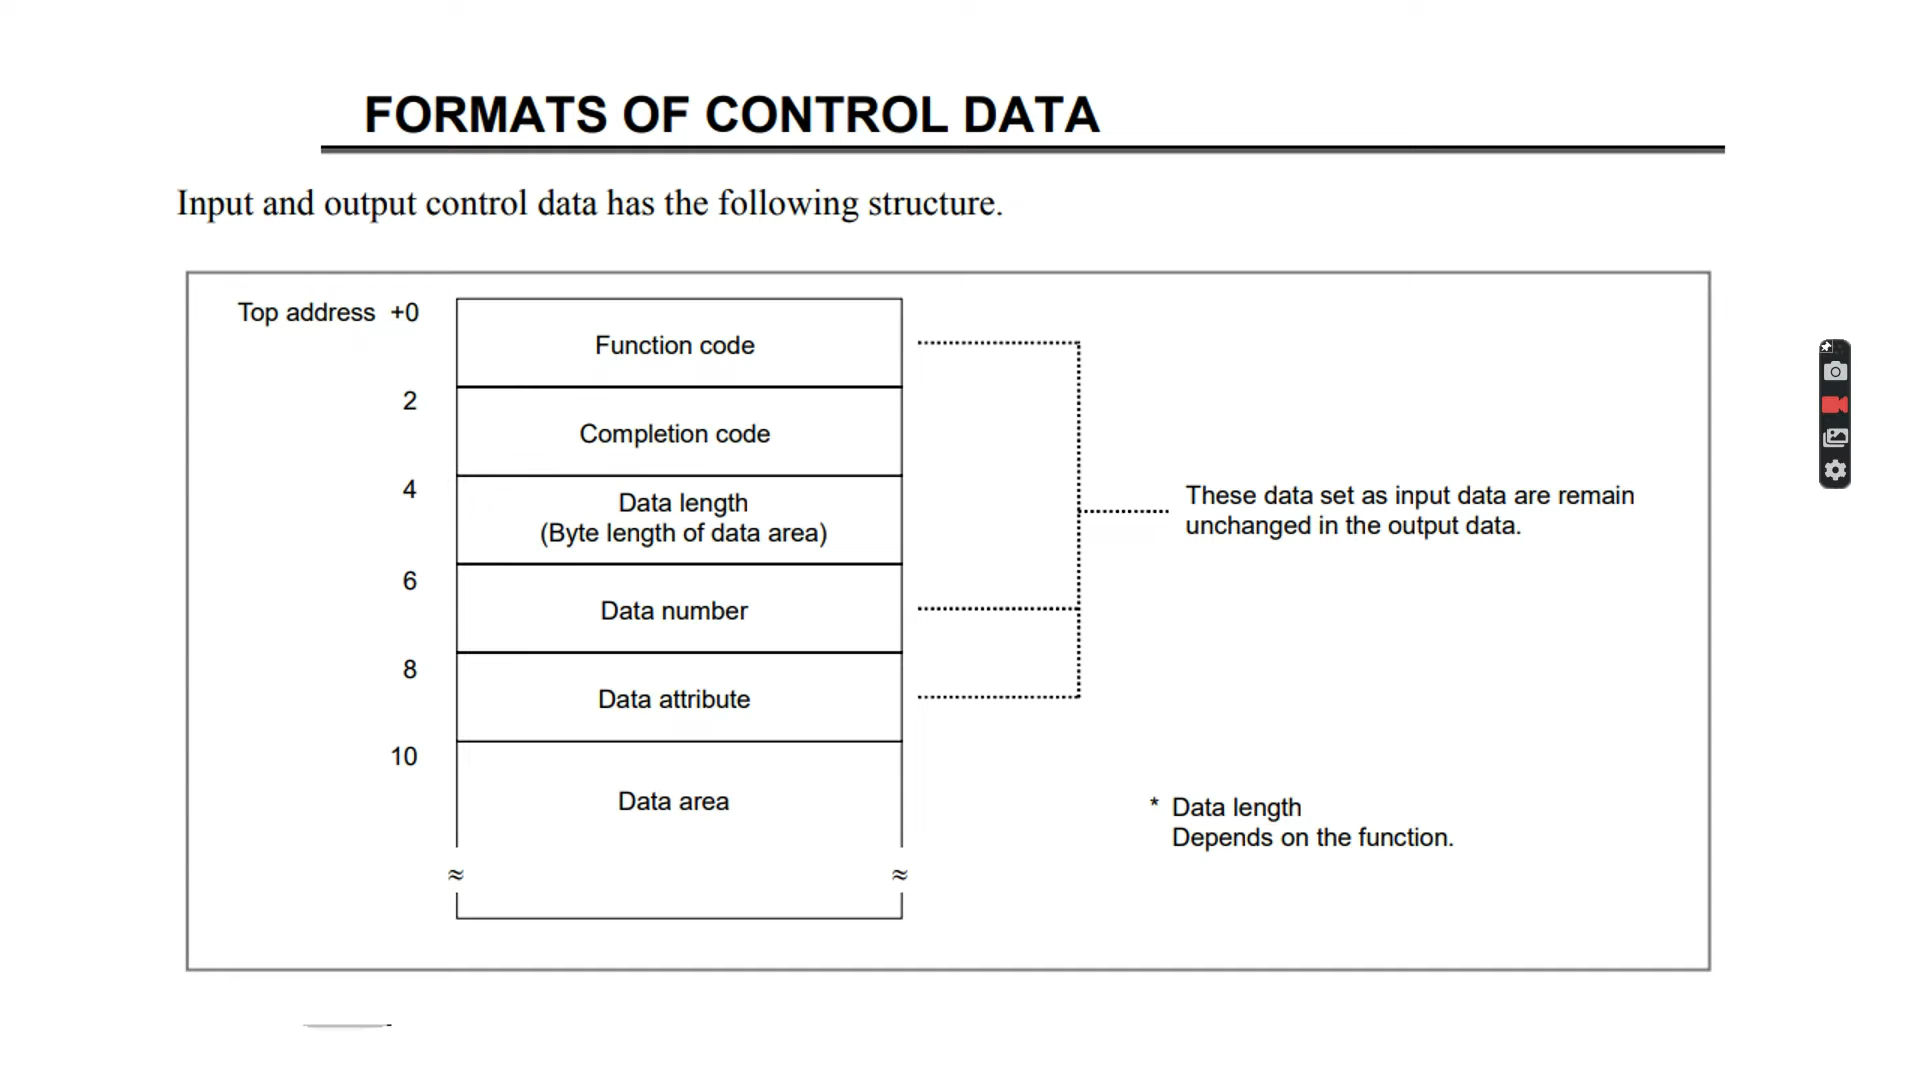 FORMATS OF CONTROL DATA
Input and output control data has the following structure.
Top address +0
Function code
2
Completion code
4
Data length
(Byte length of data area)
6
Data number
8
Data attribute
10
Data area
≈ ≈
These data set as input data are remain
unchanged in the output data.
* Data length
Depends on the function.